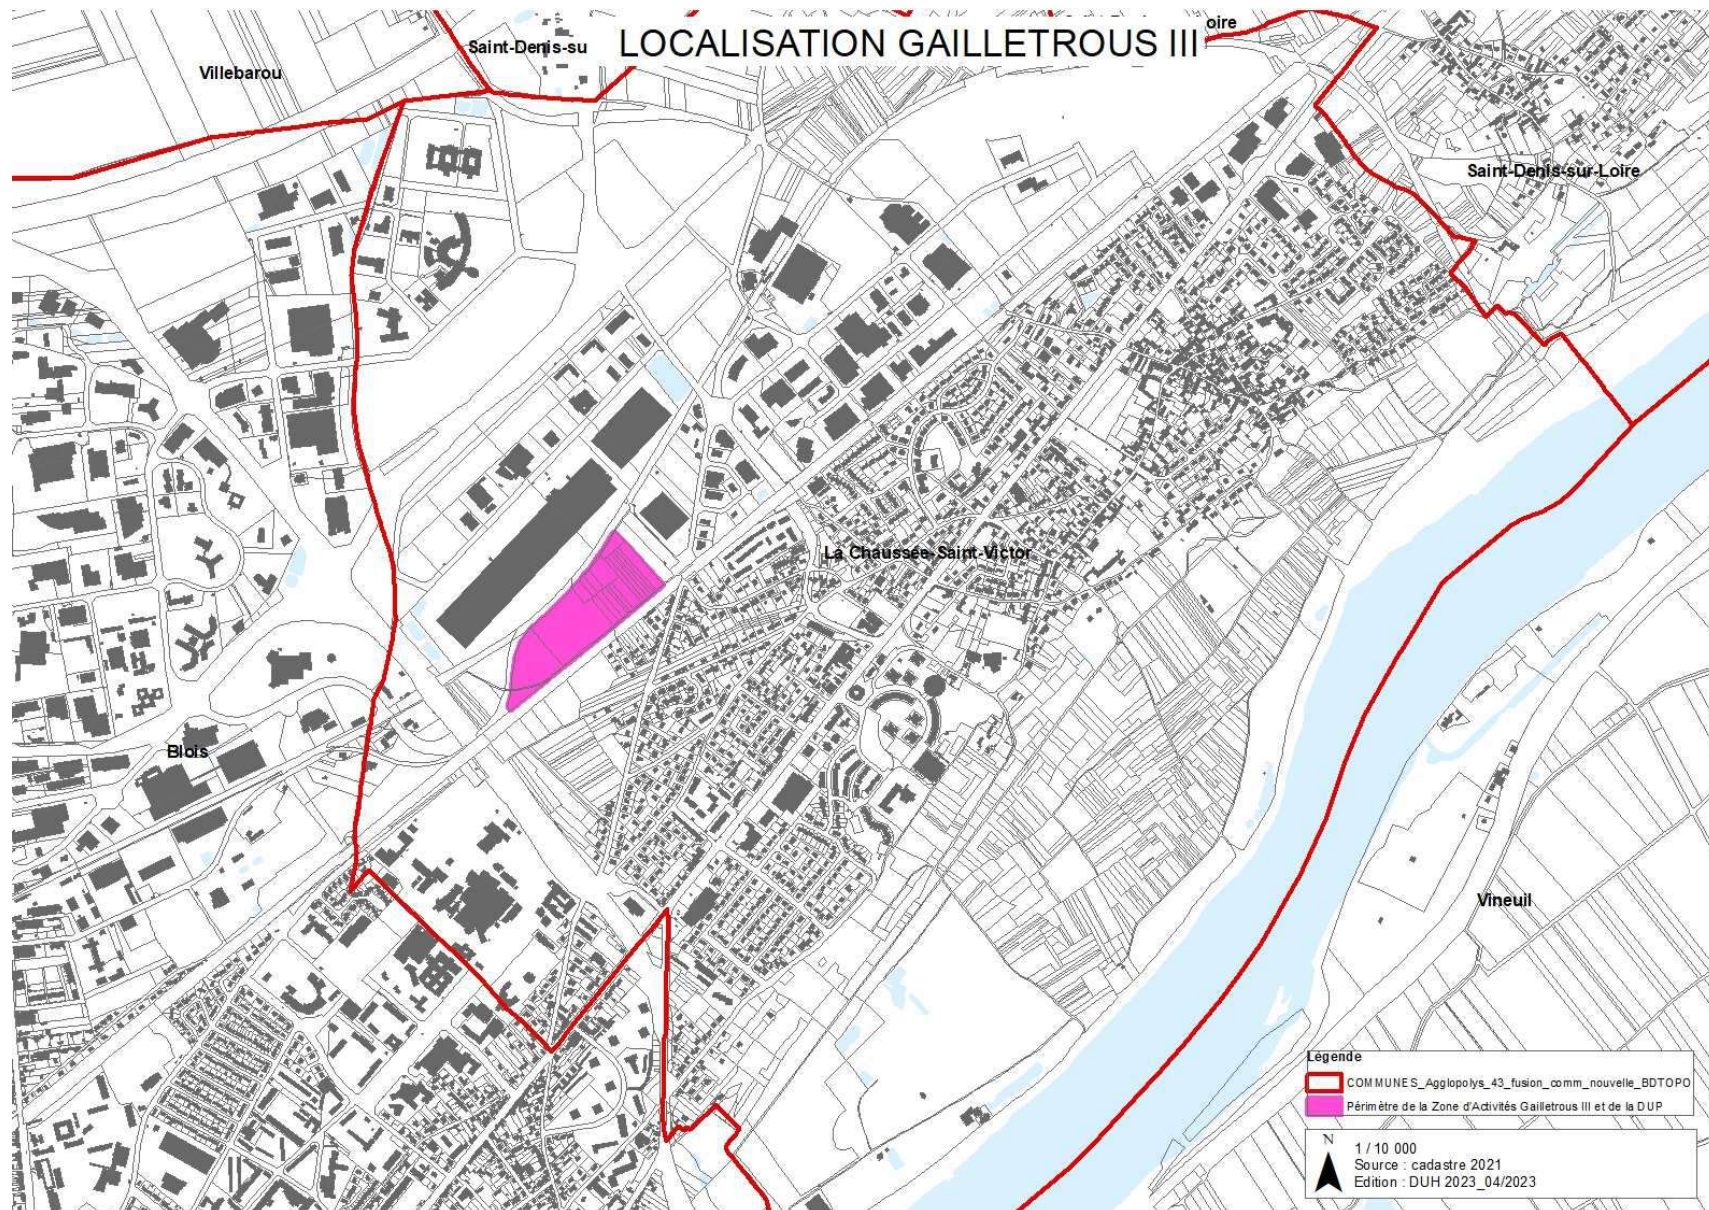 LOCALISATION GAILLETROUS III
oire
Saint-Denis-su
Villebarou
Saint-Denis-sur-Loire
La Chaussée-Saint-Victor
Blois
Vineuil
Légende
COMMUNES_Agglopolys_43_fusion_comm_nouvelle_BDTOPO
Périmètre de la Zone d'Activités Gailletrous III et de la DUP
N
1 / 10 000
Source : cadastre 2021
Edition : DUH 2023_04/2023